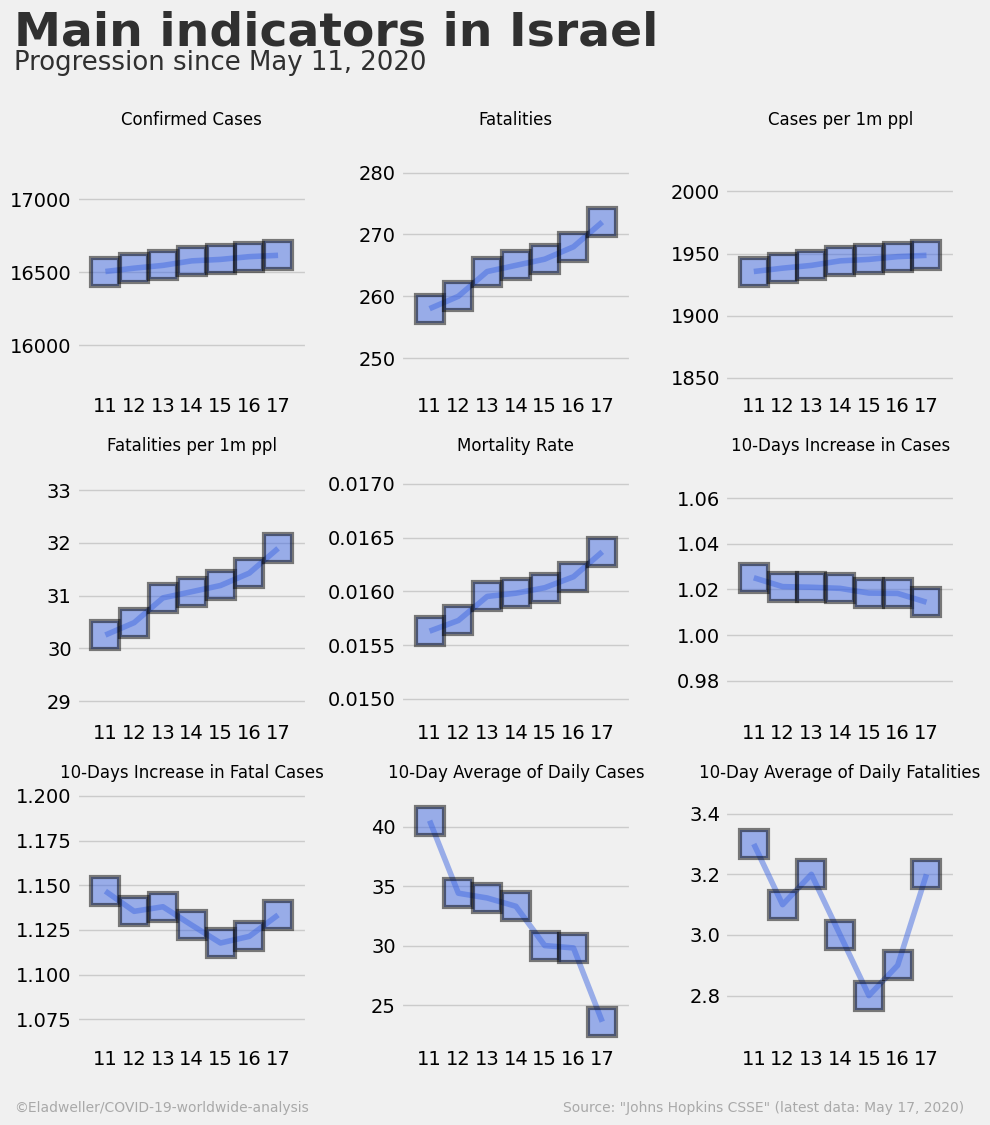 Main indicators in Israel
Progression since May 11, 2020
Confirmed Cases
17000
16500
16000
11 12 13 14 15 16 17
Fatalities
280
270
260
250
11 12 13 14 15 16 17
Cases per 1m ppl
2000
1950
1900
1850
11 12 13 14 15 16 17
Fatalities per 1m ppl
33
32
31
30
29
11 12 13 14 15 16 17
Mortality Rate
0.0170
0.0165
0.0160
0.0155
0.0150
11 12 13 14 15 16 17
10-Days Increase in Cases
1.06
1.04
1.02
1.00
0.98
11 12 13 14 15 16 17
10-Days Increase in Fatal Cases
1.200
1.175
1.150
1.125
1.100
1.075
11 12 13 14 15 16 17
10-Day Average of Daily Cases
40
35
30
25
11 12 13 14 15 16 17
10-Day Average of Daily Fatalities
3.4
3.2
3.0
2.8
11 12 13 14 15 16 17
©Eladweller/COVID-19-worldwide-analysis
Source: "Johns Hopkins CSSE" (latest data: May 17, 2020)